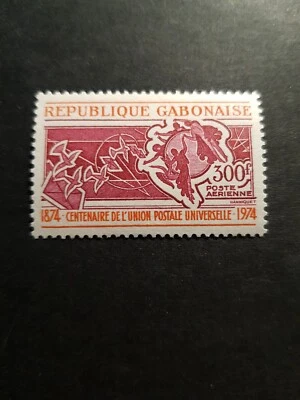 REPUBLIQUE GABONAISE
300f
POSTE
AERIENNE
1874 - CENTENAIRE DE L'UNION POSTALE UNIVERSELLE - 1974